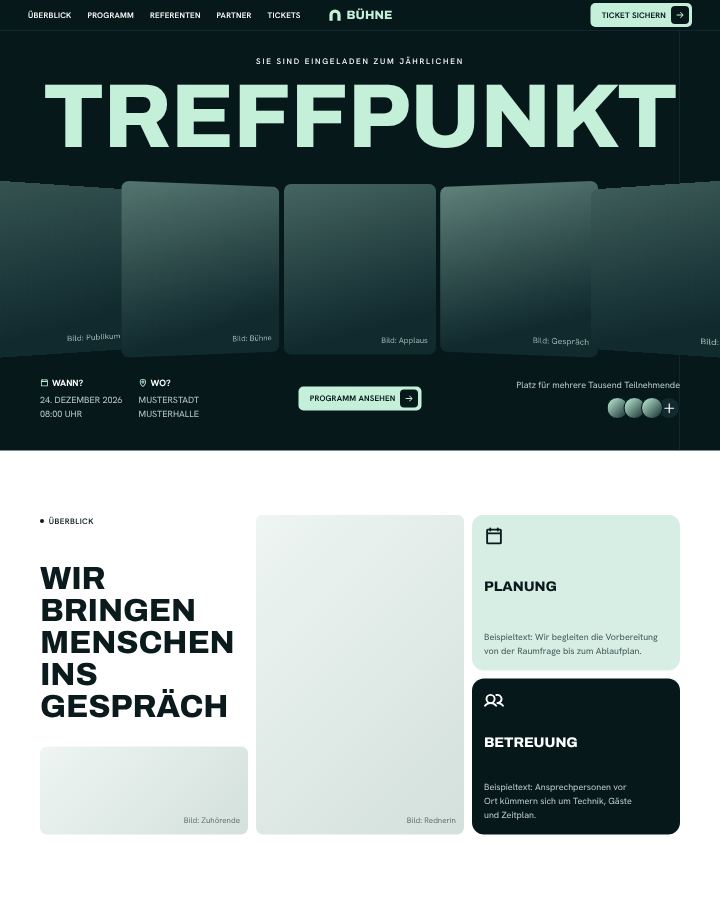 ÜBERBLICK PROGRAMM REFERENTEN PARTNER TICKETS
BÜHNE
TICKET SICHERN
SIE SIND EINGELADEN ZUM JÄHRLICHEN
TREFFPUNKT
Bild: Publikum
Bild: Bühne
Bild: Applaus
Bild: Gespräch
Bild:
WANN?
24. DEZEMBER 2026
08:00 UHR
WO?
MUSTERSTADT
MUSTERHALLE
PROGRAMM ANSEHEN
Platz für mehrere Tausend Teilnehmende
ÜBERBLICK
WIR
BRINGEN
MENSCHEN
INS
GESPRÄCH
Bild: Zuhörende
Bild: Rednerin
PLANUNG
Beispieltext: Wir begleiten die Vorbereitung
von der Raumfrage bis zum Ablaufplan.
BETREUUNG
Beispieltext: Ansprechpersonen vor
Ort kümmern sich um Technik, Gäste
und Zeitplan.